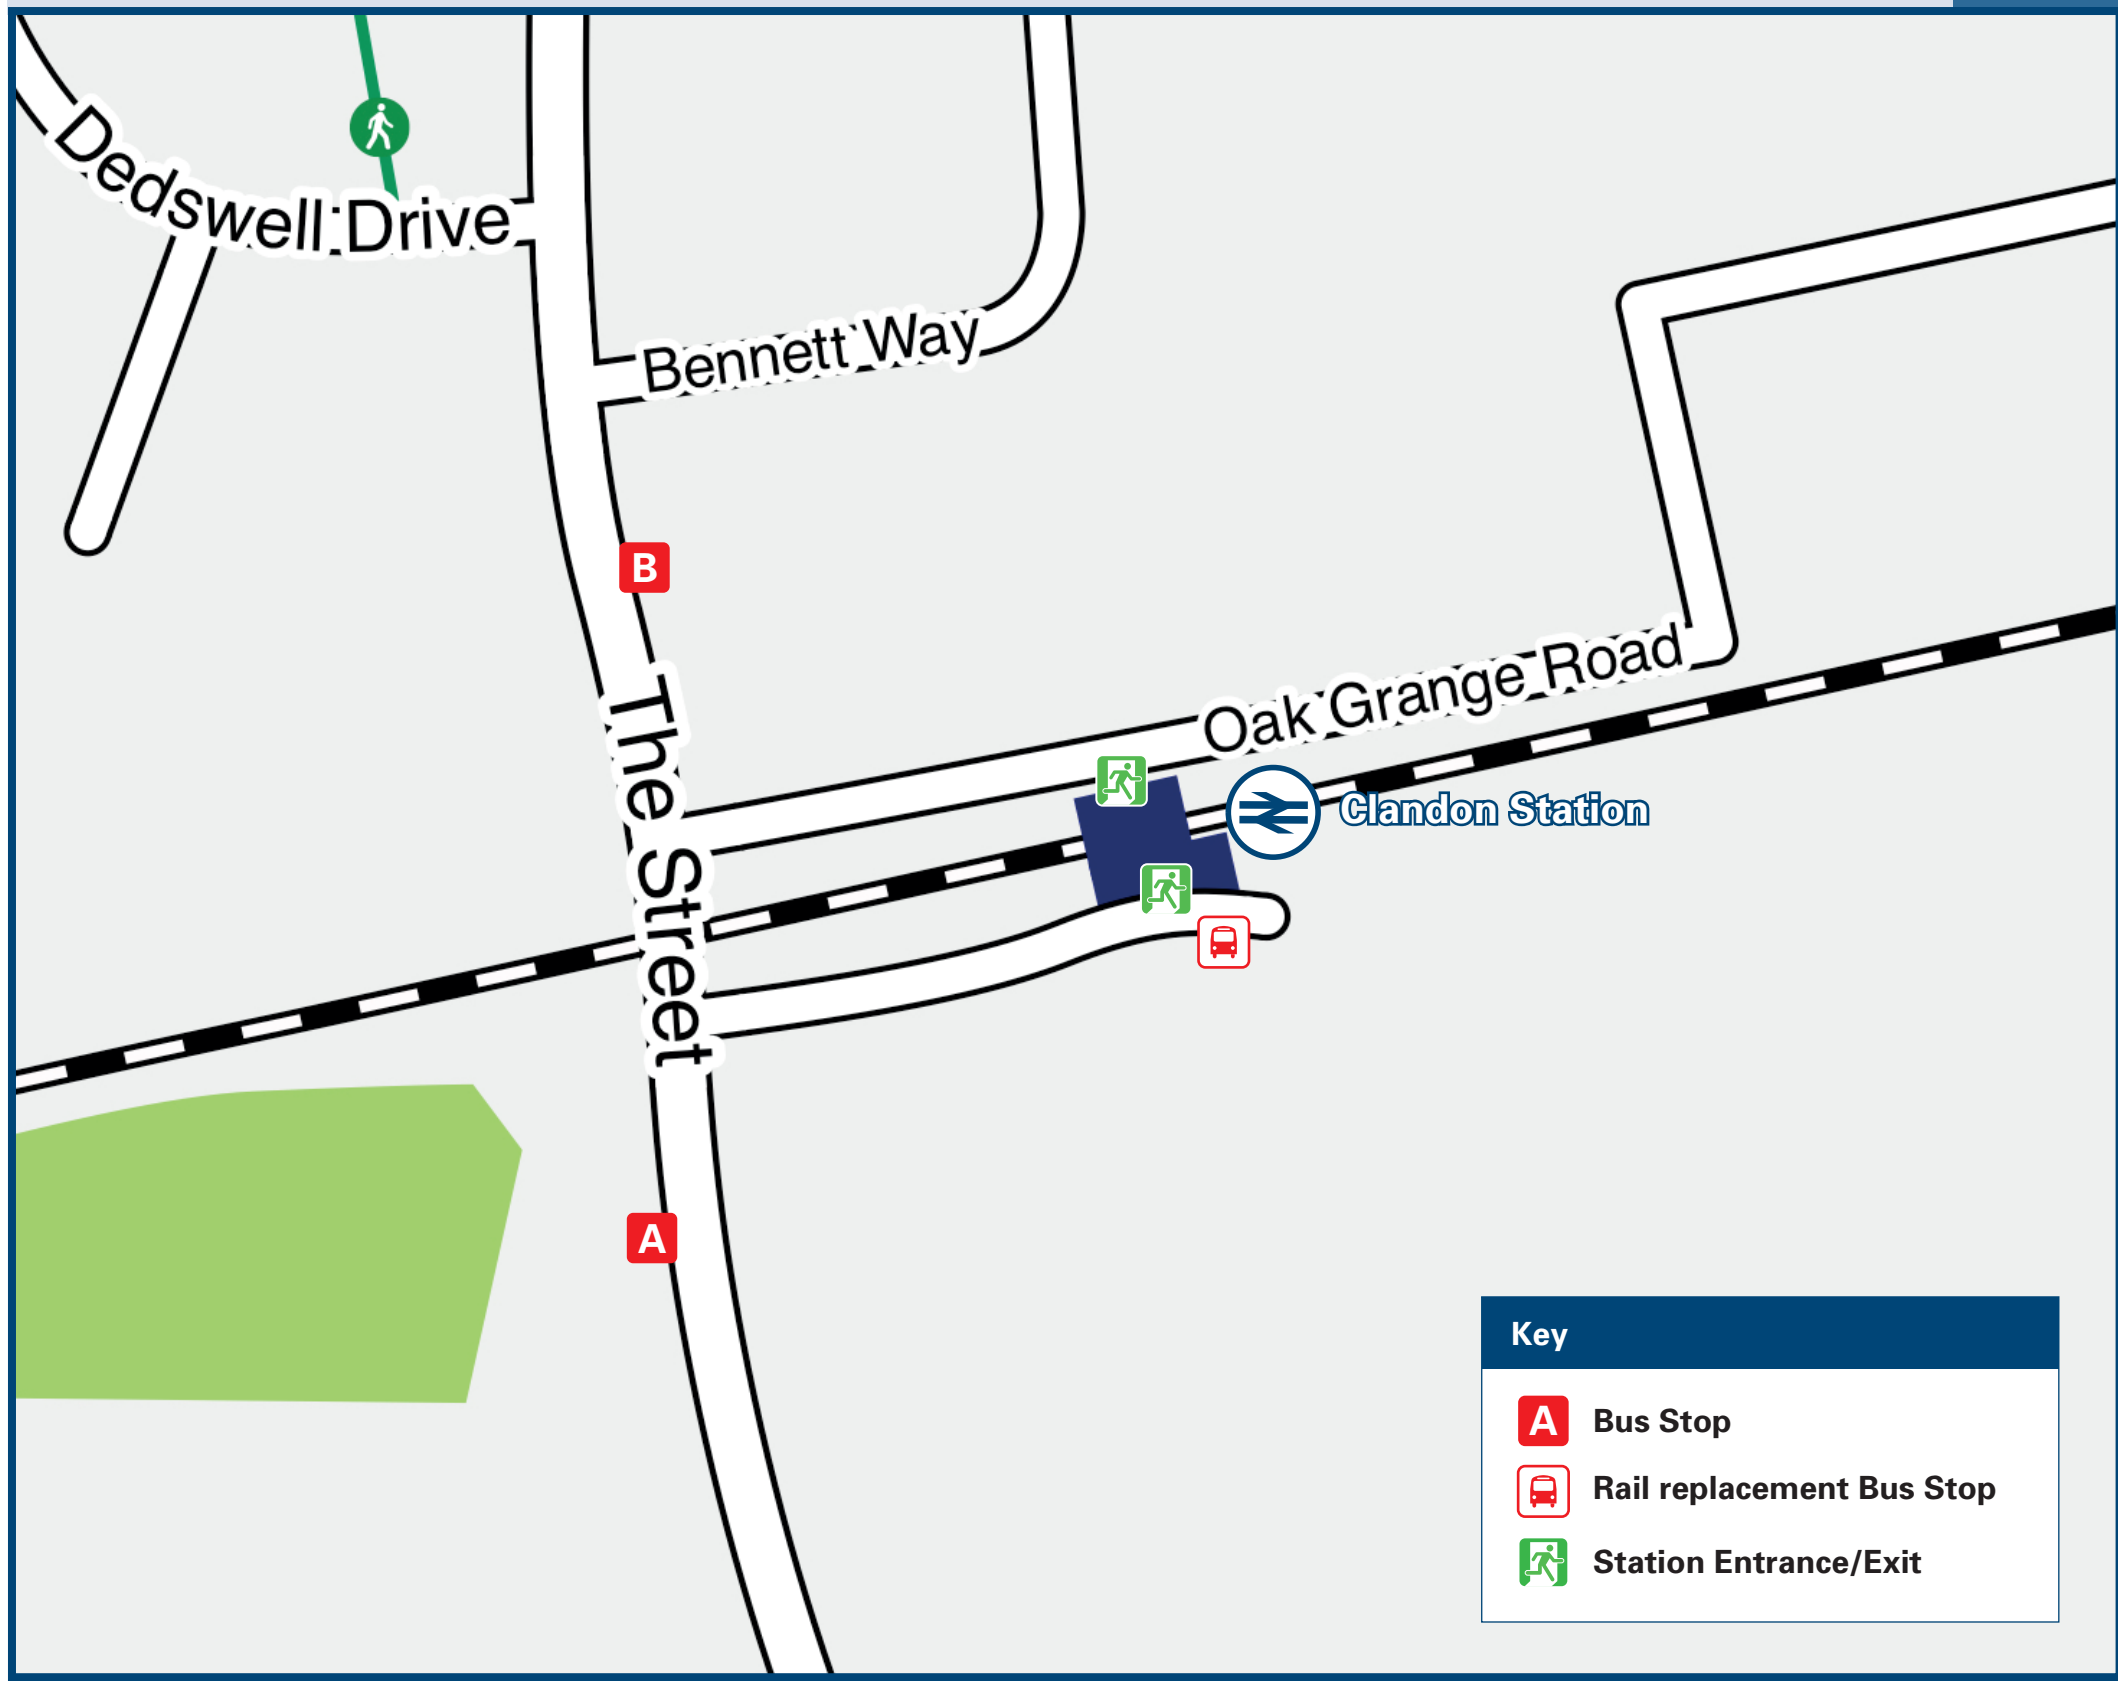 Dedswell Drive
Bennett Way
B
Oak Grange Road
The Street
Clandon Station
A
Key
A Bus Stop
Rail replacement Bus Stop
Station Entrance/Exit